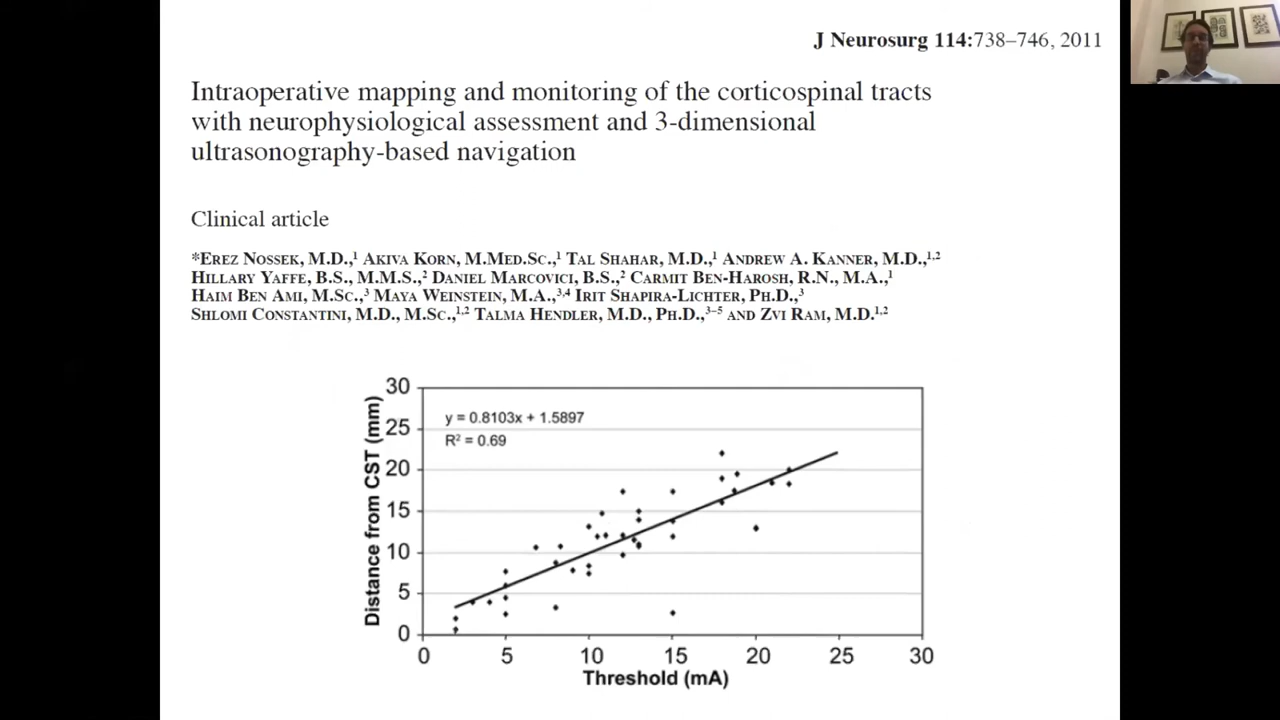 J Neurosurg 114:738–746, 2011
Intraoperative mapping and monitoring of the corticospinal tracts
with neurophysiological assessment and 3-dimensional
ultrasonography-based navigation
Clinical article
*Erez Nossek, M.D.,¹ Akiva Korn, M.Med.Sc.,¹ Tal Shahar, M.D.,¹ Andrew A. Kanner, M.D.,¹,²
Hillary Yaffe, B.S., M.M.S.,² Daniel Marcovici, B.S.,² Carmit Ben-Harosh, R.N., M.A.,¹
Haim Ben Ami, M.Sc.,³ Maya Weinstein, M.A.,³,⁴ Irit Shapira-Lichter, Ph.D.,³
Shlomi Constantini, M.D., M.Sc.,¹,² Talma Hendler, M.D., Ph.D.,³–⁵ and Zvi Ram, M.D.¹,²
y = 0.8103x + 1.5897
R² = 0.69
Distance from CST (mm)
30
25
20
15
10
5
0
0 5 10 15 20 25 30
Threshold (mA)